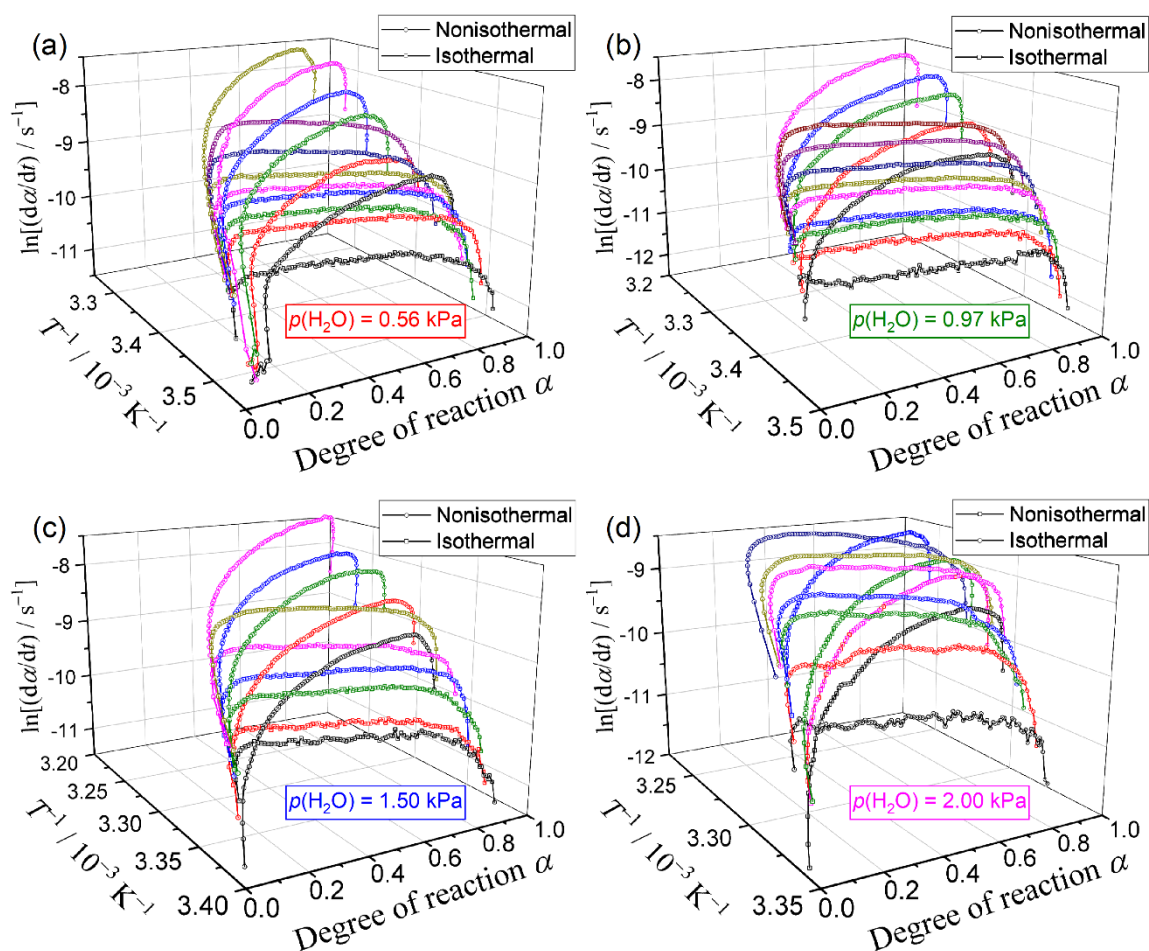 (a)
Nonisothermal
Isothermal
ln[(dα/dt) / s⁻¹]
-8
-9
-10
-11
3.3
3.4
3.5
T⁻¹ / 10⁻³ K⁻¹
p(H₂O) = 0.56 kPa
0.0
0.2
0.4
0.6
0.8
1.0
Degree of reaction α
(b)
Nonisothermal
Isothermal
ln[(dα/dt) / s⁻¹]
-8
-9
-10
-11
-12
3.2
3.3
3.4
3.5
T⁻¹ / 10⁻³ K⁻¹
p(H₂O) = 0.97 kPa
0.0
0.2
0.4
0.6
0.8
1.0
Degree of reaction α
(c)
Nonisothermal
Isothermal
ln[(dα/dt) / s⁻¹]
-8
-9
-10
-11
3.20
3.25
3.30
3.35
3.40
T⁻¹ / 10⁻³ K⁻¹
p(H₂O) = 1.50 kPa
0.0
0.2
0.4
0.6
0.8
1.0
Degree of reaction α
(d)
Nonisothermal
Isothermal
ln[(dα/dt) / s⁻¹]
-9
-10
-11
-12
3.25
3.30
3.35
T⁻¹ / 10⁻³ K⁻¹
p(H₂O) = 2.00 kPa
0.0
0.2
0.4
0.6
0.8
1.0
Degree of reaction α